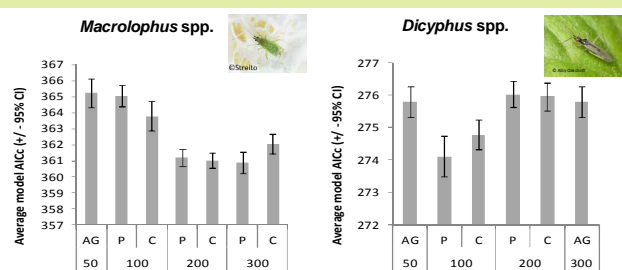 Macrolophus spp.
©Streito
Average model AICc (+/- 95% CI)
367
366
365
364
363
362
361
360
359
358
357
AG P C P C P C
50 100 200 300
Dicyphus spp.
Average model AICc (+/- 95% CI)
277
276
275
274
273
272
AG P C P C AG
50 100 200 300